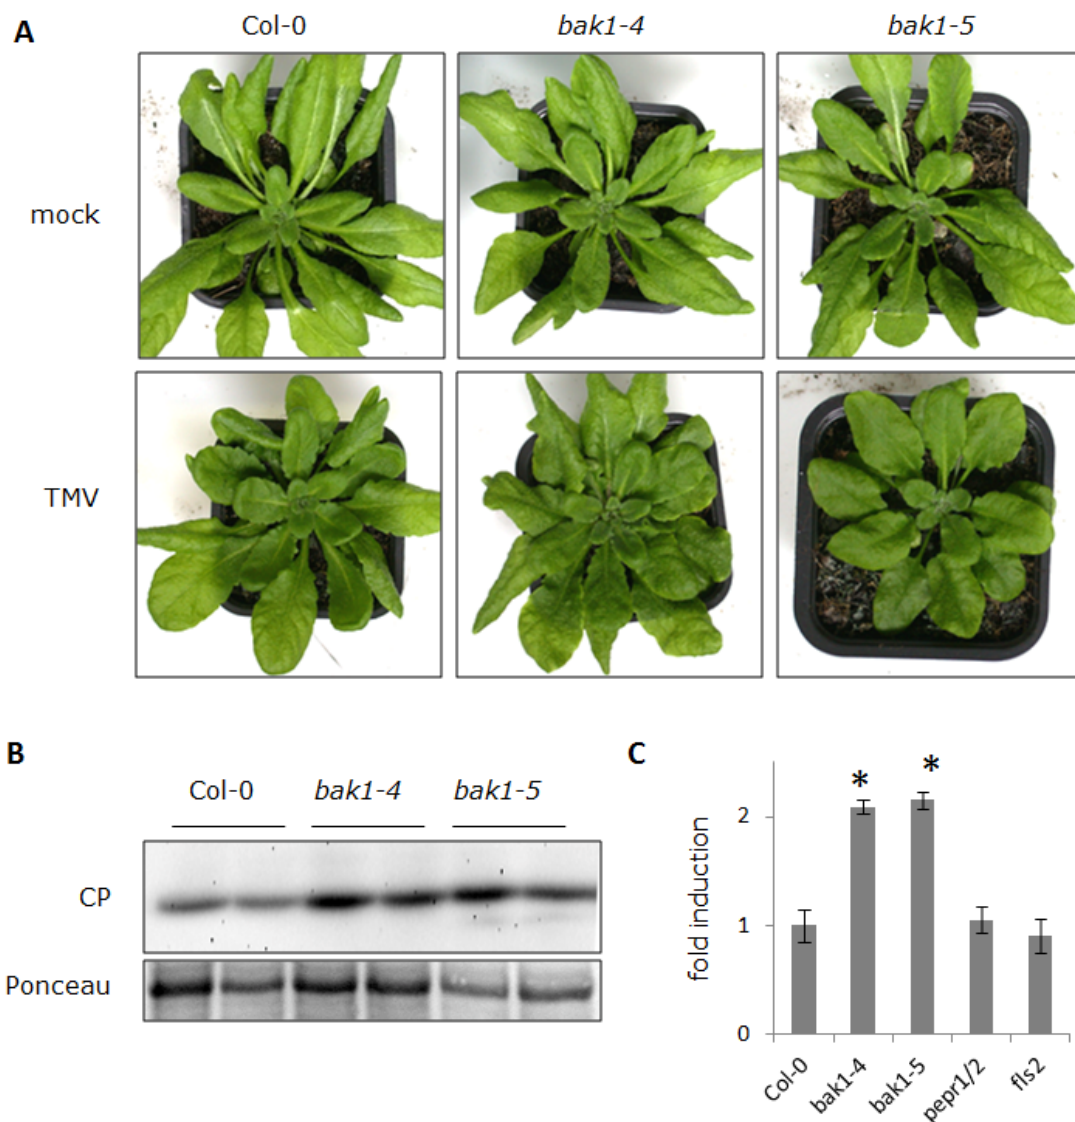 A
Col-0 bak1-4 bak1-5
mock
TMV
B
Col-0 bak1-4 bak1-5
CP
Ponceau
C
* *
fold induction
2
1
0
Col-0 bak1-4 bak1-5 pepr1/2 fls2